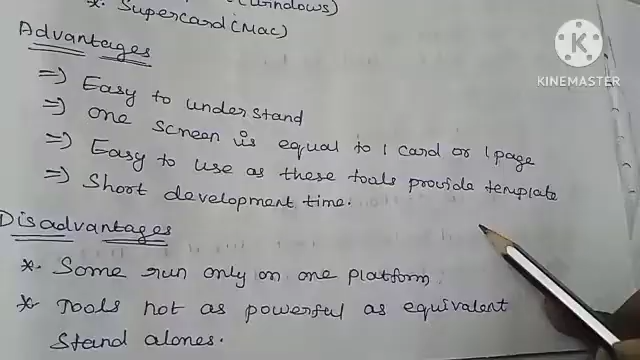 (Windows)
*. Supercard (Mac)
Advantages
⇒ Easy to understand
⇒ One screen is equal to 1 card or 1 page
⇒ Easy to use as these tools provide template
⇒ Short development time.
Disadvantages
*. Some run only on one platform.
* Tools not as powerful as equivalent
Stand alones.
K
KINEMASTER